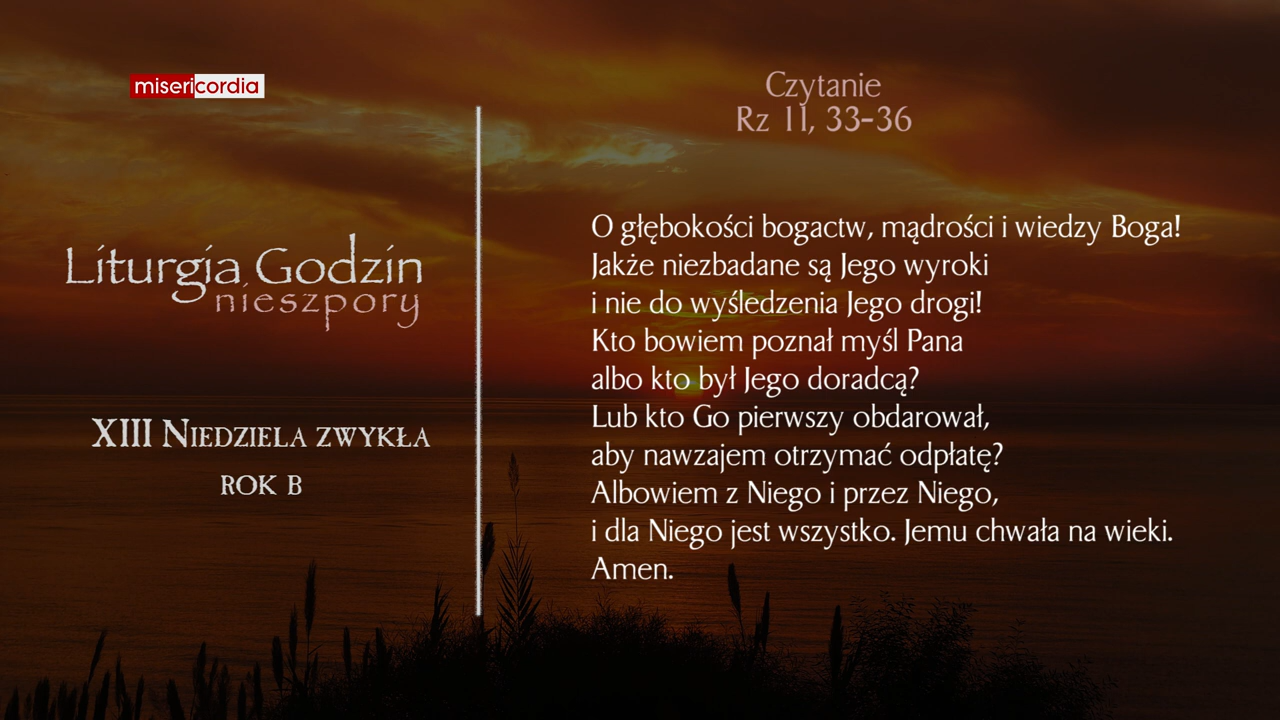 misericordia
Liturgia Godzin
nieszpory
XIII Niedziela zwykła
rok B
Czytanie
Rz 11, 33-36
O głębokości bogactw, mądrości i wiedzy Boga!
Jakże niezbadane są Jego wyroki
i nie do wyśledzenia Jego drogi!
Kto bowiem poznał myśl Pana
albo kto był Jego doradcą?
Lub kto Go pierwszy obdarował,
aby nawzajem otrzymać odpłatę?
Albowiem z Niego i przez Niego,
i dla Niego jest wszystko. Jemu chwała na wieki.
Amen.